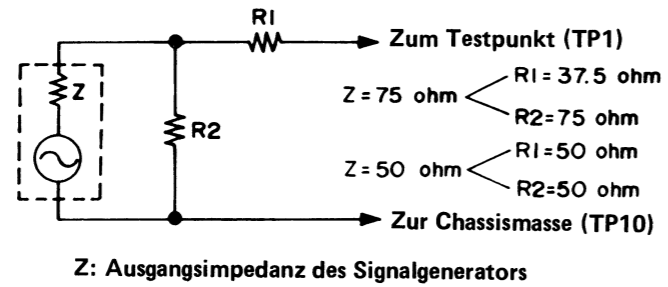 R1
Zum Testpunkt (TP1)
Z
R2
Z = 75 ohm
R1 = 37.5 ohm
R2= 75 ohm
Z = 50 ohm
R1 = 50 ohm
R2=50 ohm
Zur Chassismasse (TP10)
Z: Ausgangsimpedanz des Signalgenerators